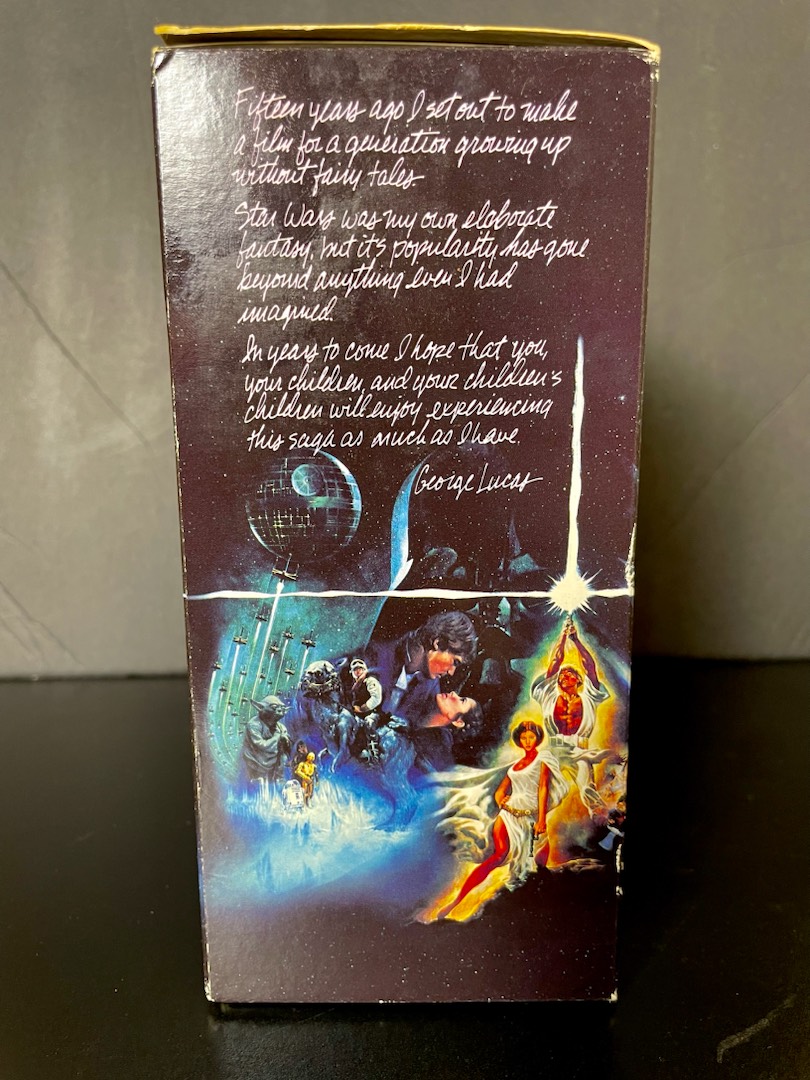 Fifteen years ago I set out to make
a film for a generation growing up
without fairy tales.
Star Wars was my own elaborate
fantasy, but it's popularity has gone
beyond anything even I had
imagined.
In years to come I hope that you,
your children, and your children's
children will enjoy experiencing
this saga as much as I have.
George Lucas